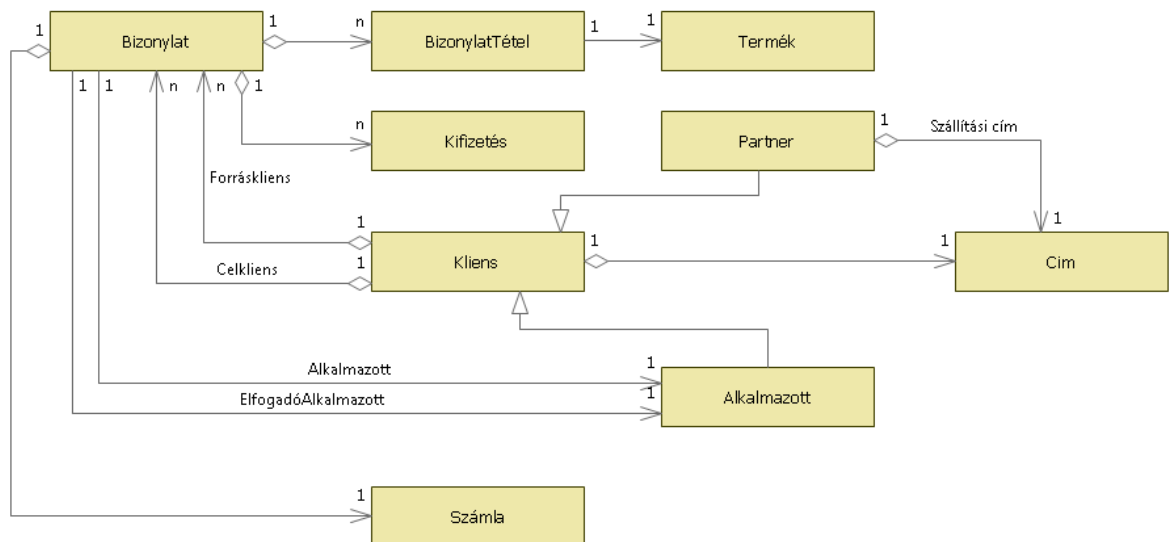 1
1
n
1
1
Bizonylat
BizonylatTétel
Termék
1
1
n
n
1
1
Szállítási cím
n
Kifizetés
Partner
Forráskliens
1
1
1
1
Kliens
Cim
Celkliens
1
Alkalmazott
1
ElfogadóAlkalmazott
1
Alkalmazott
1
Számla